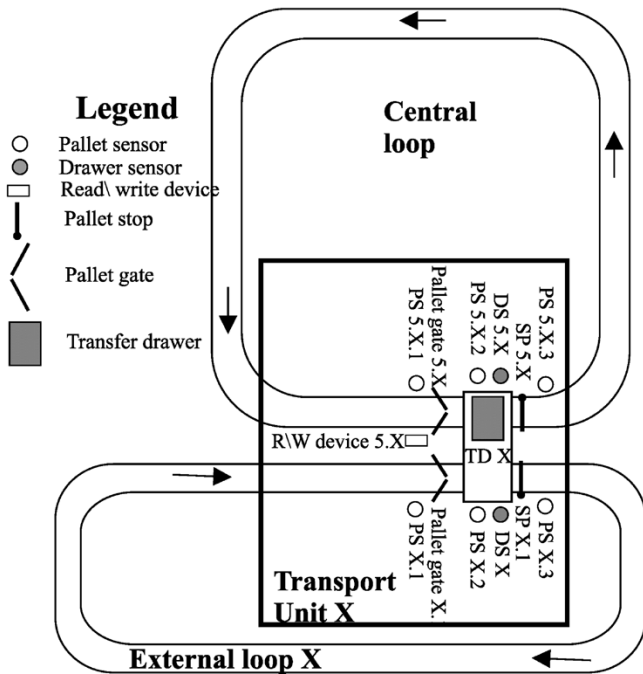 Legend
Pallet sensor
Drawer sensor
Read\ write device
Pallet stop
Pallet gate
Transfer drawer
Central
loop
PS 5.X.1
Pallet gate 5.X
PS 5.X.2
DS 5.X
SP 5.X
PS 5.X.3
R\W device 5.X
TD X
PS X.1
Pallet gate X.
PS X.2
DS X
SP X.1
PS X.3
Transport
Unit X
External loop X